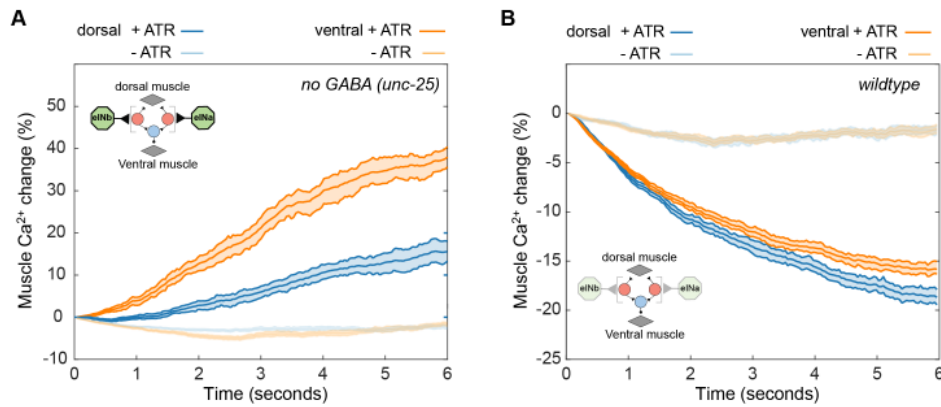 A
dorsal + ATR
- ATR
ventral + ATR
- ATR
no GABA (unc-25)
dorsal muscle
eINb
eINa
Ventral muscle
Muscle Ca²⁺ change (%)
50
40
30
20
10
0
-10
0 1 2 3 4 5 6
Time (seconds)
B
dorsal + ATR
- ATR
ventral + ATR
- ATR
wildtype
dorsal muscle
eINb
eINa
Ventral muscle
Muscle Ca²⁺ change (%)
0
-5
-10
-15
-20
-25
0 1 2 3 4 5 6
Time (seconds)